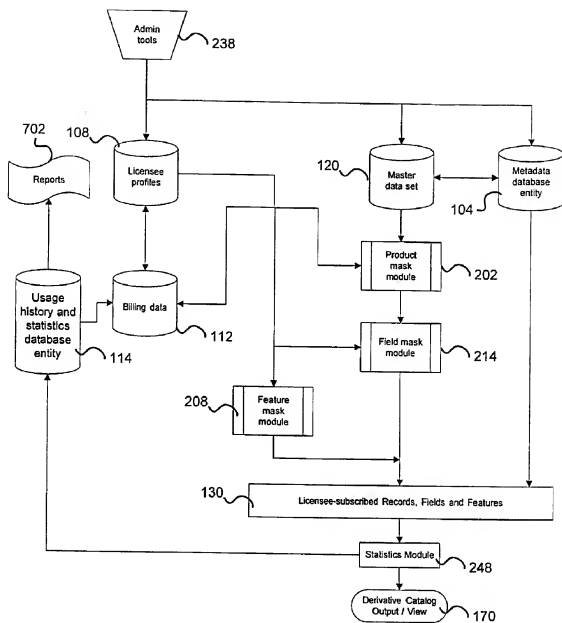 Admin
tools
238
702
108
Reports
Licensee
profiles
120
Master
data set
104
Metadata
database
entity
Product
mask
module
202
Usage
history and
statistics
database
entity
114
Billing data
112
Field mask
module
214
208
Feature
mask
module
130
Licensee-subscribed Records, Fields and Features
Statistics Module
248
Derivative Catalog
Output / View
170